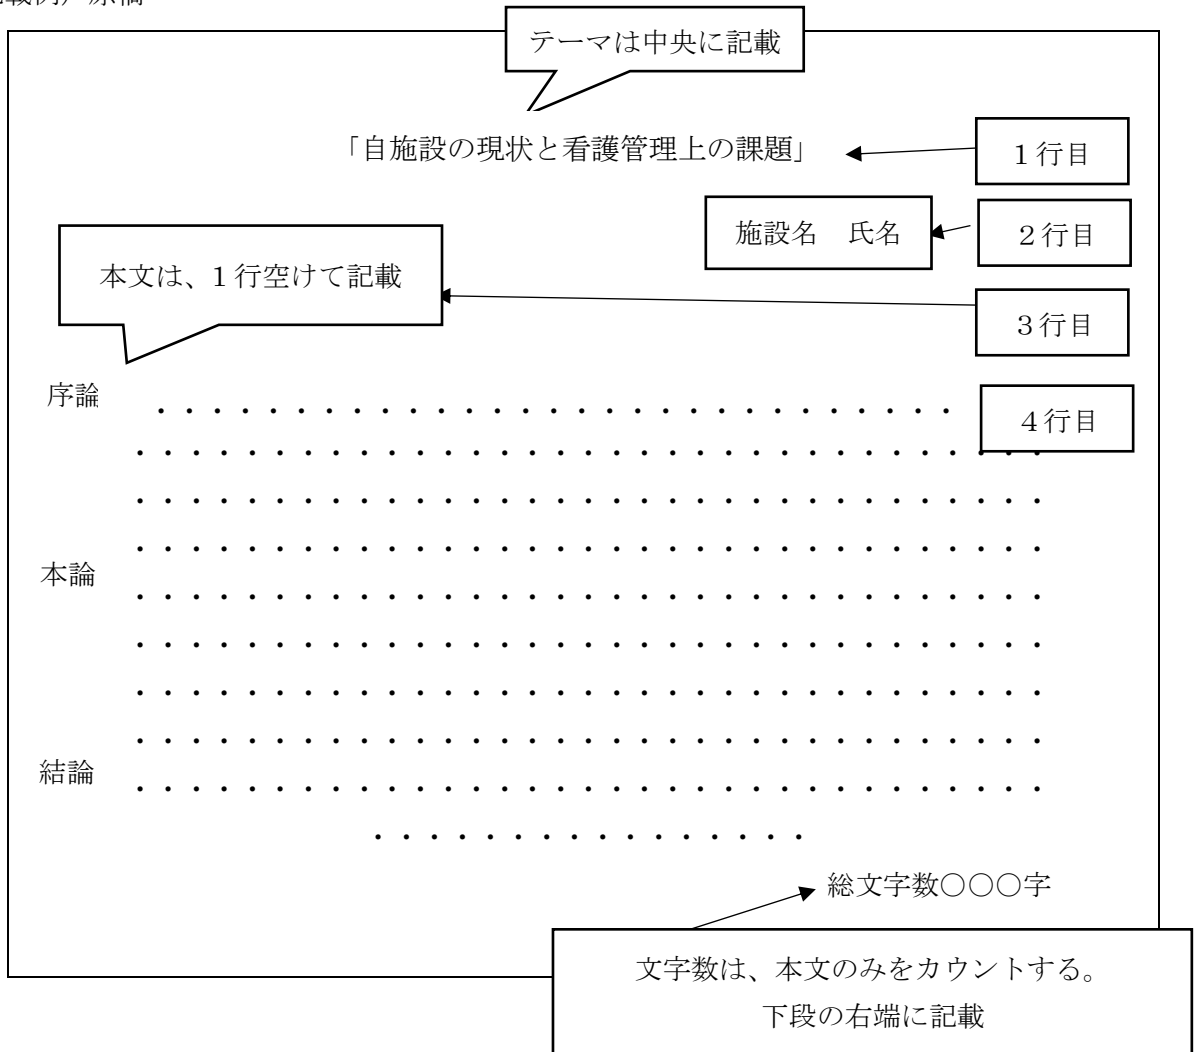 テーマは中央に記載
「自施設の現状と看護管理上の課題」
１行目
施設名　氏名
２行目
本文は、１行空けて記載
３行目
序論
・・・・・・・・・・・・・・・・・・・・・・・・・・・・・
４行目
・・・・・・・・・・・・・・・・・・・・・・・・・・・・・・・・・
・・・・・・・・・・・・・・・・・・・・・・・・・・・・・・・・・
・・・・・・・・・・・・・・・・・・・・・・・・・・・・・・・・・
本論
・・・・・・・・・・・・・・・・・・・・・・・・・・・・・・・・・
・・・・・・・・・・・・・・・・・・・・・・・・・・・・・・・・・
・・・・・・・・・・・・・・・・・・・・・・・・・・・・・・・・・
・・・・・・・・・・・・・・・・・・・・・・・・・・・・・・・・・
結論
・・・・・・・・・・・・・・・・・・・・・・・・・・・・・・・・・
・・・・・・・・・・・・・・・・
総文字数○○○字
文字数は、本文のみをカウントする。
下段の右端に記載